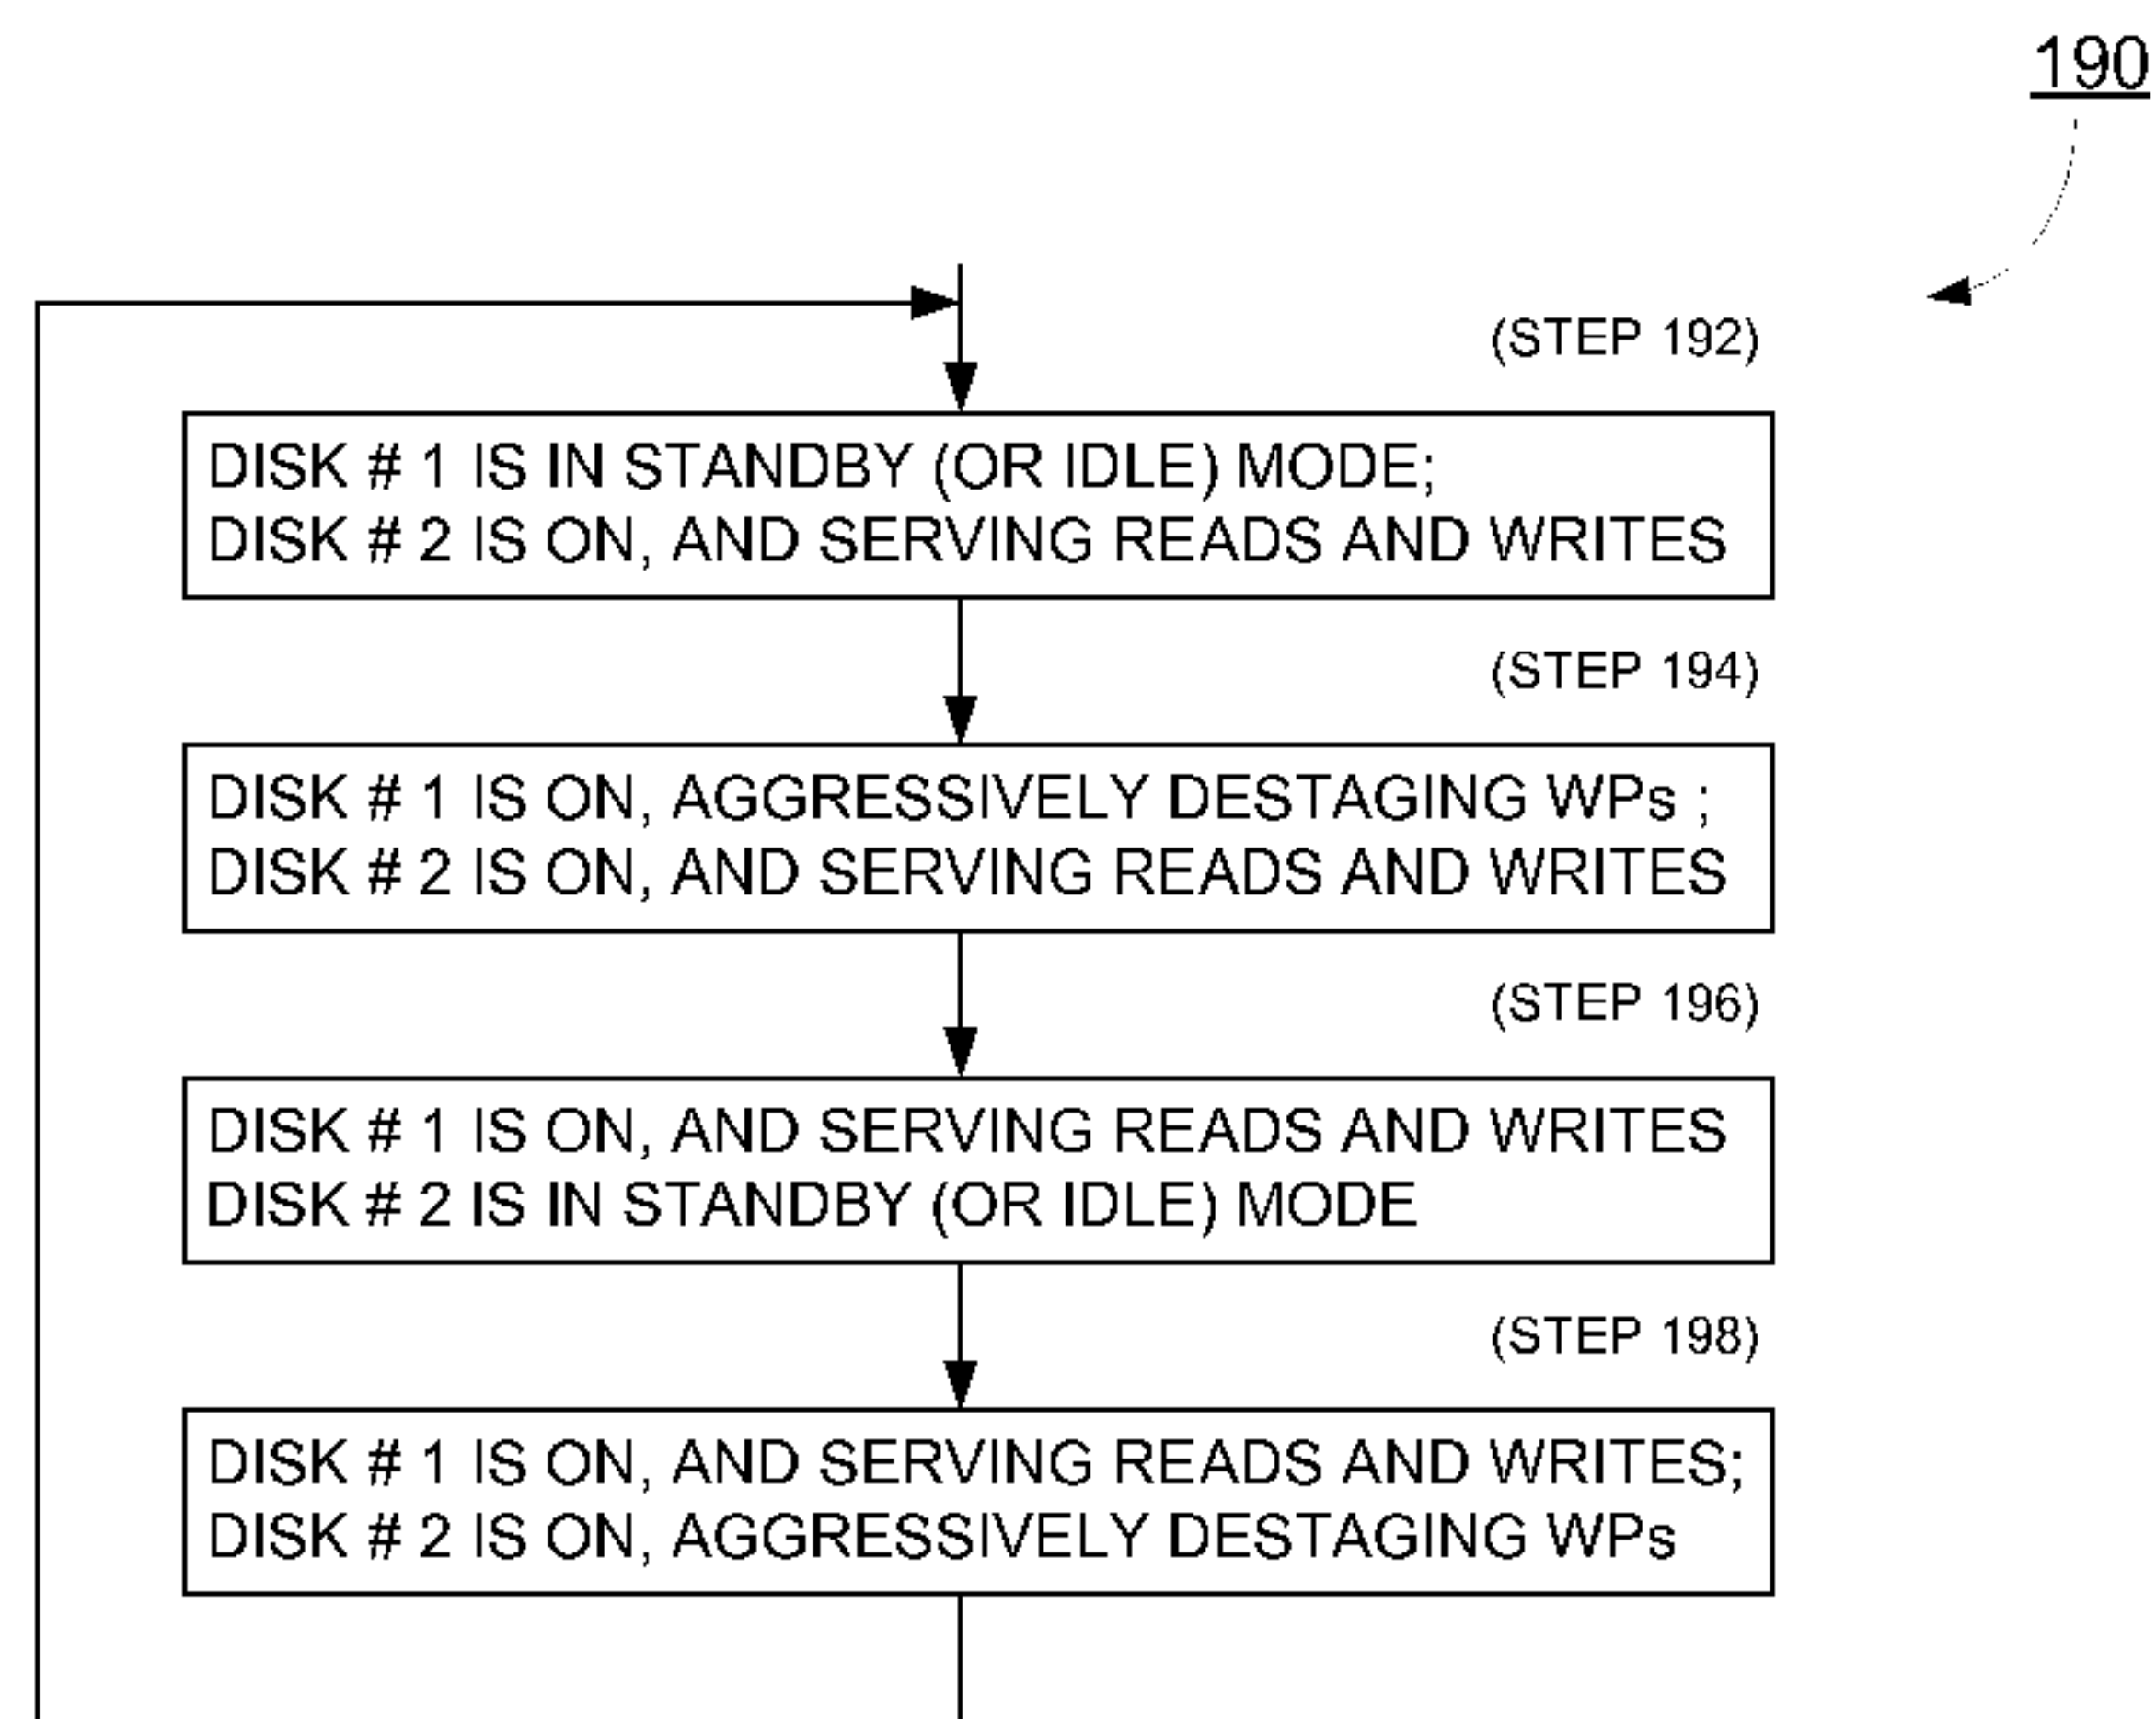 190
(STEP 192)
DISK # 1 IS IN STANDBY (OR IDLE) MODE;
DISK # 2 IS ON, AND SERVING READS AND WRITES
(STEP 194)
DISK # 1 IS ON, AGGRESSIVELY DESTAGING WPs ;
DISK # 2 IS ON, AND SERVING READS AND WRITES
(STEP 196)
DISK # 1 IS ON, AND SERVING READS AND WRITES
DISK # 2 IS IN STANDBY (OR IDLE) MODE
(STEP 198)
DISK # 1 IS ON, AND SERVING READS AND WRITES;
DISK # 2 IS ON, AGGRESSIVELY DESTAGING WPs